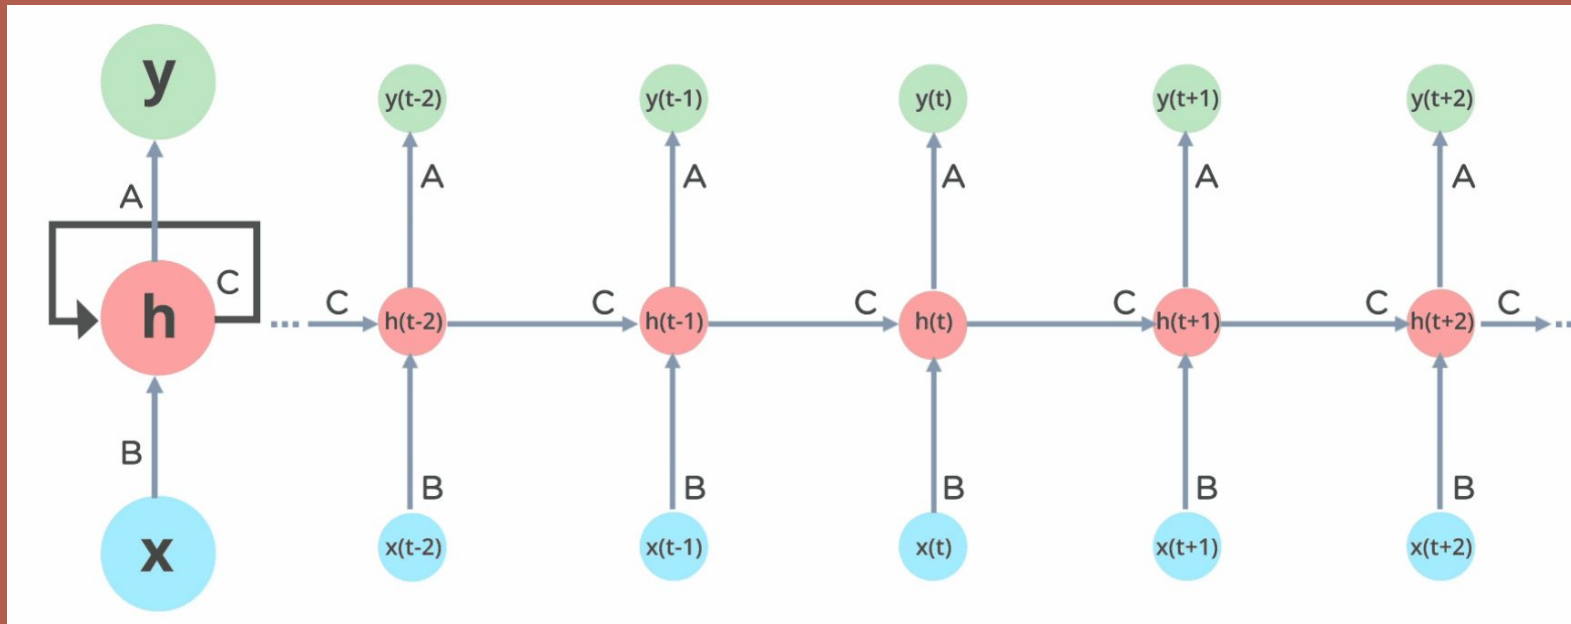 y
A
C
h
B
x
y(t-2)
y(t-1)
y(t)
y(t+1)
y(t+2)
A
A
A
A
A
C
C
C
C
C
C
h(t-2)
h(t-1)
h(t)
h(t+1)
h(t+2)
B
B
B
B
B
x(t-2)
x(t-1)
x(t)
x(t+1)
x(t+2)